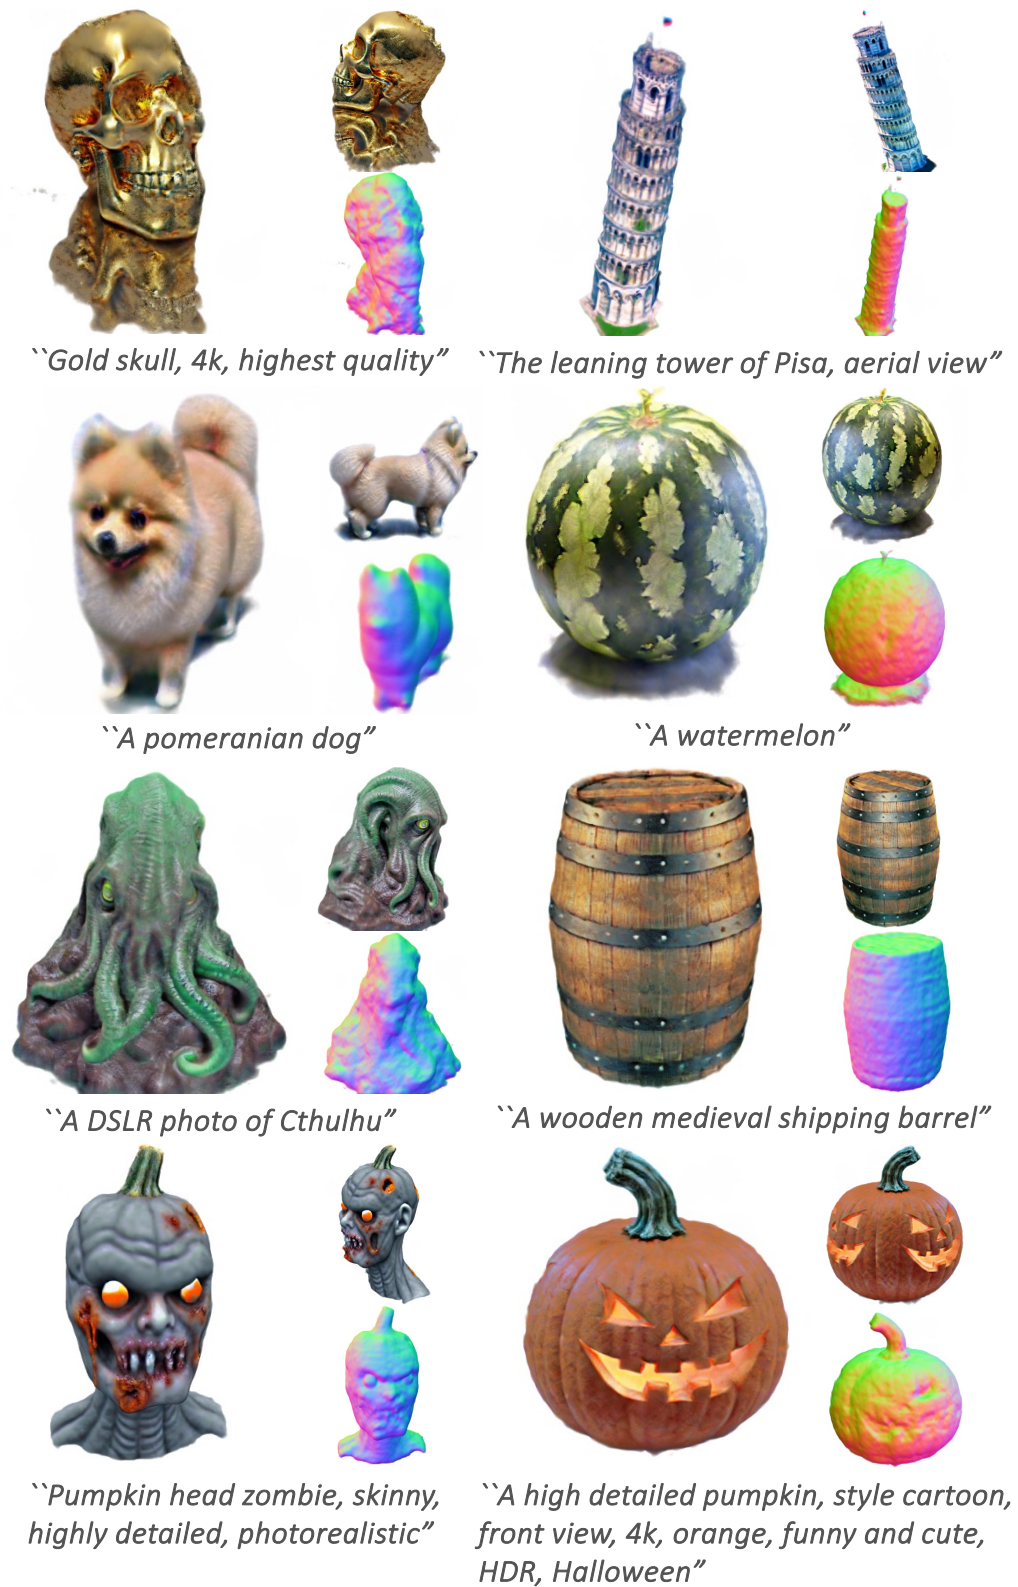 ``Gold skull, 4k, highest quality”
``The leaning tower of Pisa, aerial view”
``A pomeranian dog”
``A watermelon”
``A DSLR photo of Cthulhu”
``A wooden medieval shipping barrel”
``Pumpkin head zombie, skinny,
highly detailed, photorealistic”
``A high detailed pumpkin, style cartoon,
front view, 4k, orange, funny and cute,
HDR, Halloween”